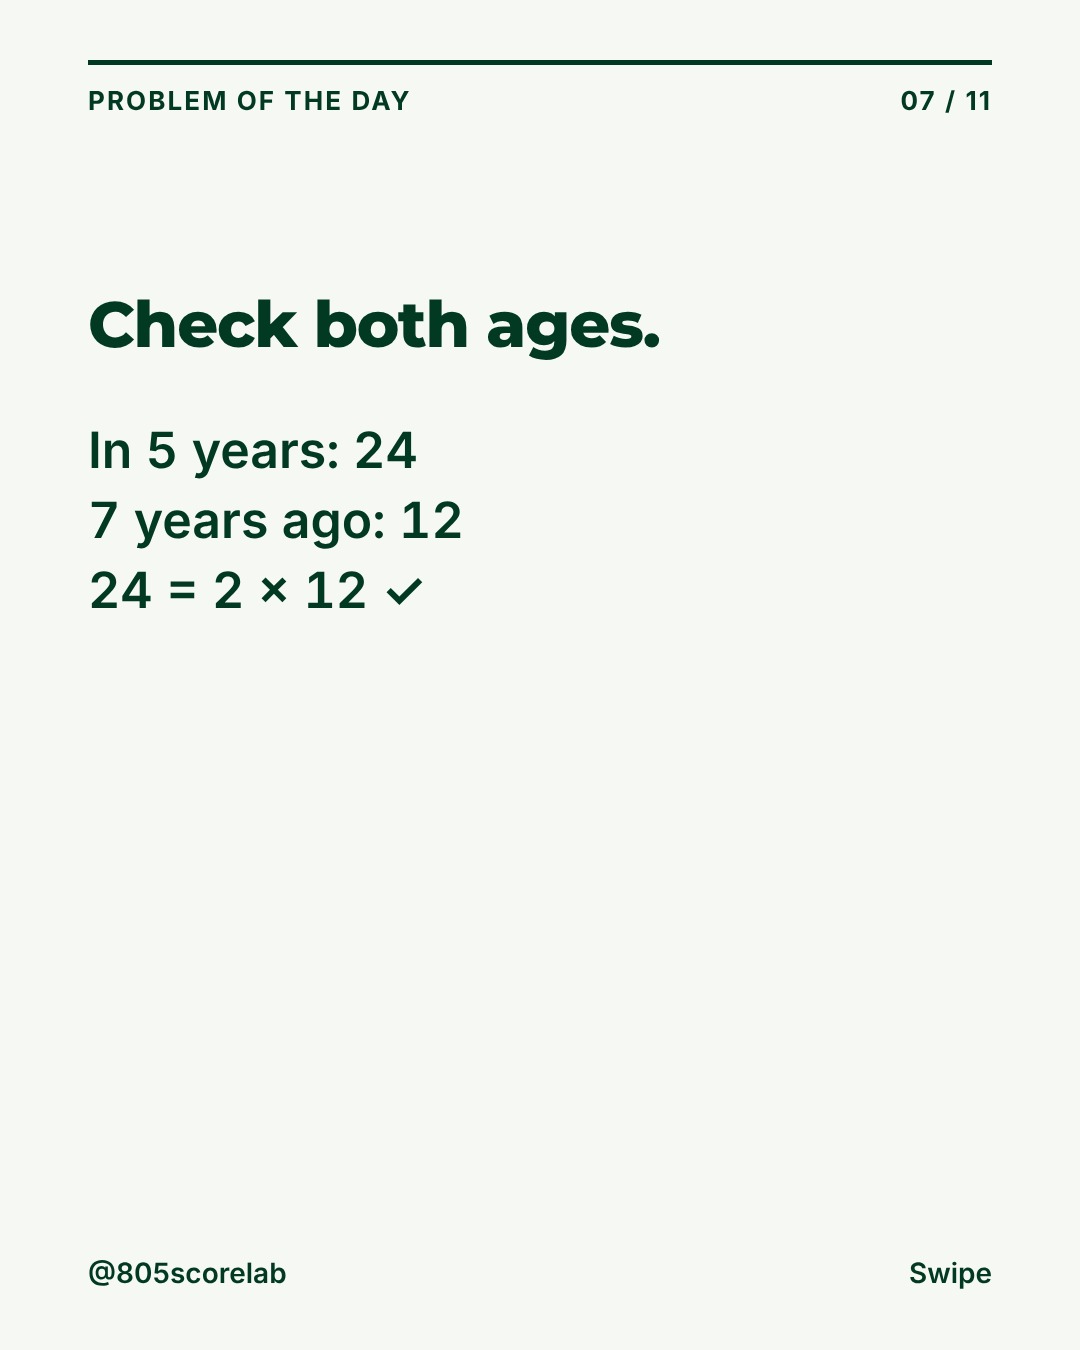 PROBLEM OF THE DAY
07 / 11
Check both ages.
In 5 years: 24
7 years ago: 12
24 = 2 × 12 ✓
@805scorelab
Swipe